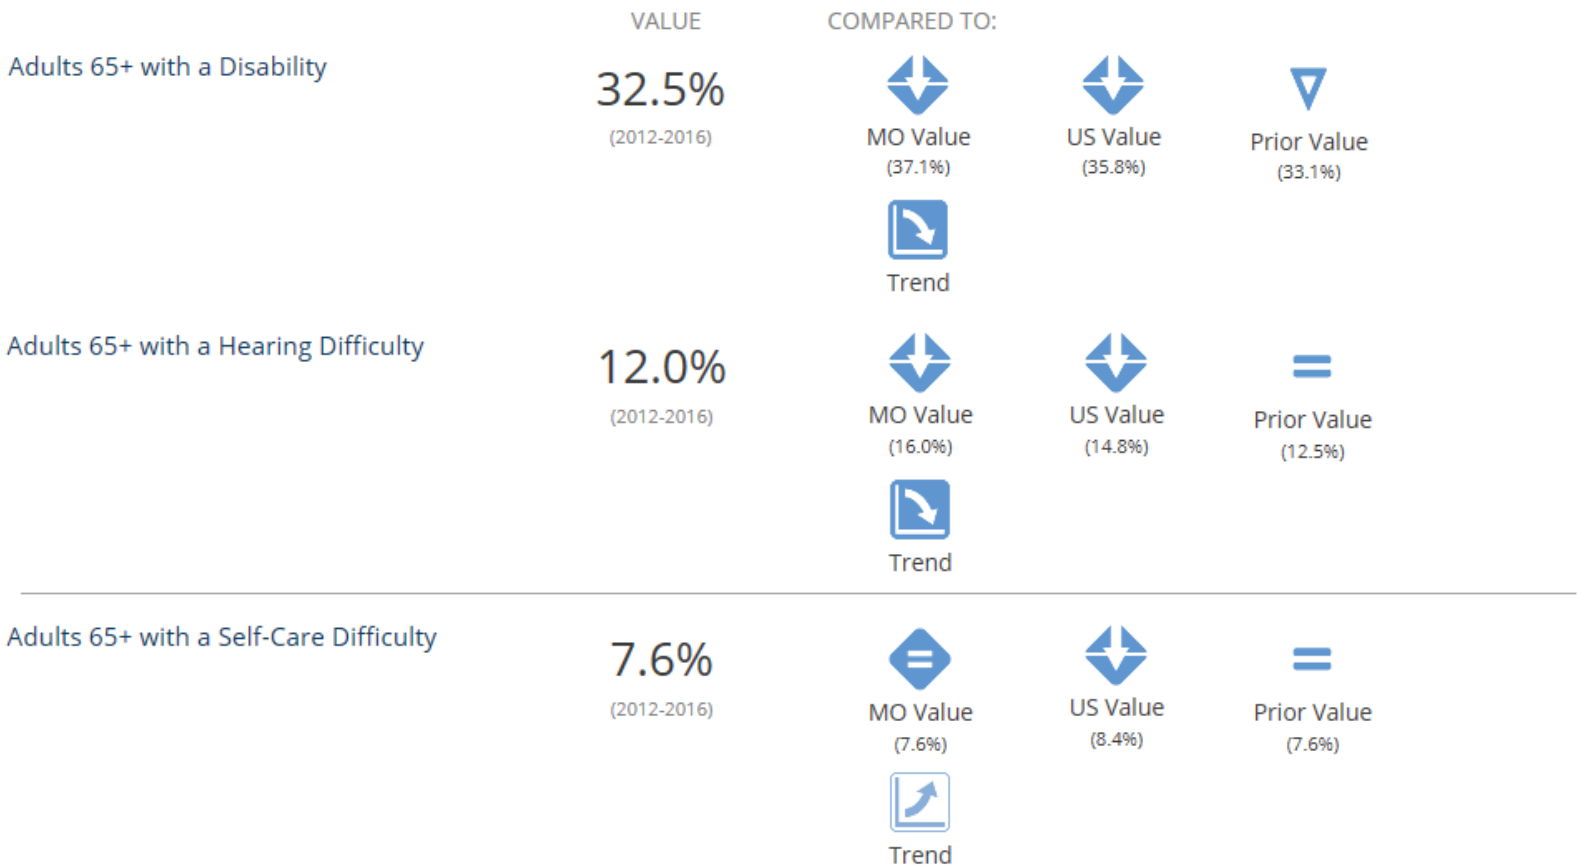 VALUE COMPARED TO:
Adults 65+ with a Disability
32.5%
(2012-2016)
MO Value
(37.1%)
US Value
(35.8%)
Prior Value
(33.1%)
Trend
Adults 65+ with a Hearing Difficulty
12.0%
(2012-2016)
MO Value
(16.0%)
US Value
(14.8%)
Prior Value
(12.5%)
Trend
Adults 65+ with a Self-Care Difficulty
7.6%
(2012-2016)
MO Value
(7.6%)
US Value
(8.4%)
Prior Value
(7.6%)
Trend